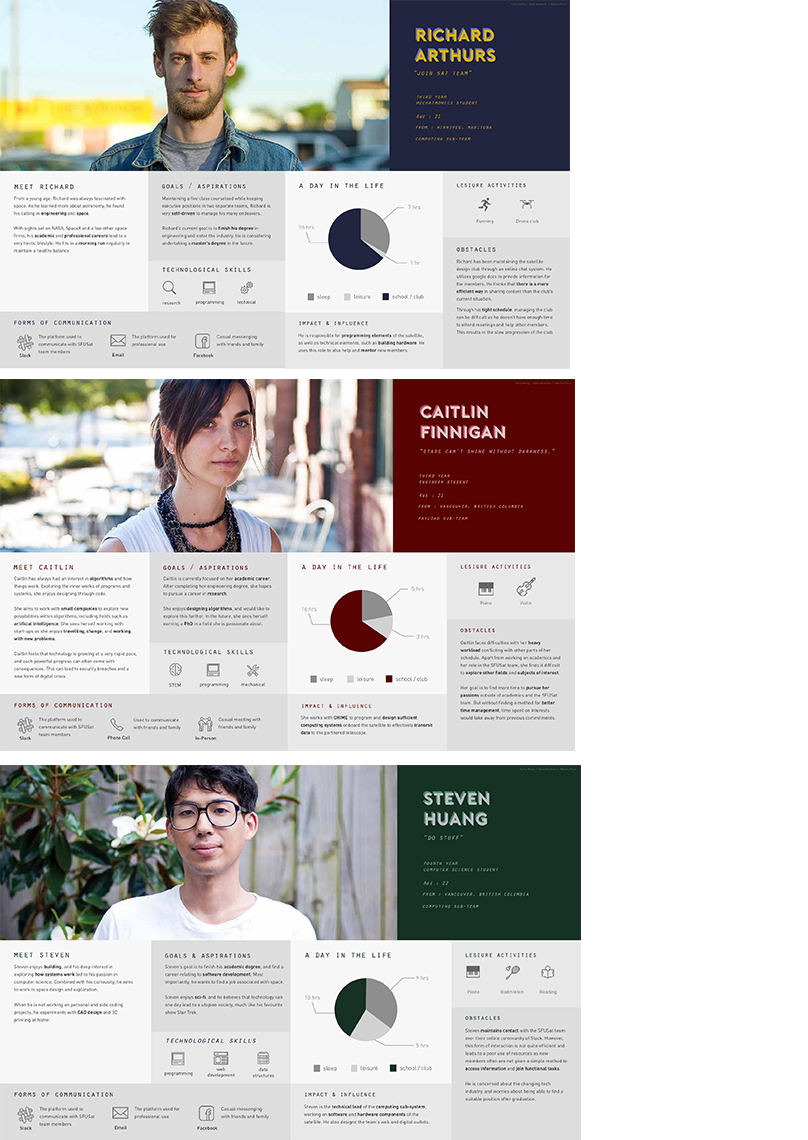 RICHARD
ARTHURS
"JOIN SAT TEAM"
THIRD YEAR
MECHATRONICS STUDENT
AGE : 21
FROM : WINNIPEG, MANITOBA
COMPUTING SUB-TEAM
MEET RICHARD
From a young age, Richard was always fascinated with
space. As he learned more about astronomy, he found
his calling in engineering and space.
With sights set on NASA, SpaceX and a few other space
firms, his academic and professional careers lead to a
very hectic lifestyle. He fits in a morning run regularly to
maintain a healthy balance
GOALS / ASPIRATIONS
Maintaining a five class courseload while keeping
executive positions in two separate teams, Richard is
very self-driven to manage his many endeavors.
Richard's current goal is to finish his degree in
engineering and enter the industry. He is considering
undertaking a master's degree in the future
TECHNOLOGICAL SKILLS
research
programming
technical
A DAY IN THE LIFE
7 hrs
16 hrs
1 hr
sleep
leisure
school / club
LESIURE ACTIVITIES
Running
Drone club
OBSTACLES
Richard has been maintaining the satellite
design club through an online chat system. He
utilizes google docs to provide information for
the members. He thinks that there is a more
efficient way in sharing content than the club's
current situation.
Through his tight schedule, managing the club
can be difficult as he doesn't have enough time
to attend meetings and help other members.
This results in the slow progression of the club.
FORMS OF COMMUNICATION
Slack
The platform used to
communicate with SFUSat
team members
Email
The platform used for
professional use
Facebook
Casual messaging
with friends and family
IMPACT & INFLUENCE
He is responsible for programming elements of the satellite,
as well as technical elements, such as building hardware. He
uses this role to also help and mentor new members.
CAITLIN
FINNIGAN
"STARS CAN'T SHINE WITHOUT DARKNESS."
THIRD YEAR
ENGINEER STUDENT
AGE : 21
FROM : VANCOUVER, BRITISH COLUMBIA
PAYLOAD SUB-TEAM
MEET CAITLIN
Caitlin has always had an interest in algorithms and how
things work. Exploring the inner works of programs and
systems, she enjoys designing through code.
She aims to work with small companies to explore new
possibilities within algorithms, including fields such as
artificial intelligence. She sees herself working with
start-ups as she enjoys travelling, change, and working
with new problems.
Caitlin feels that technology is growing at a very rapid pace,
and such powerful progress can often come with
consequences. This can lead to security breaches and a
new form of digital crisis.
GOALS / ASPIRATIONS
Caitlin is currently focused on her academic career.
After completing her engineering degree, she hopes
to pursue a career in research.
She enjoys designing algorithms, and would like to
explore this further. In the future, she sees herself
earning a PhD in a field she is passionate about.
TECHNOLOGICAL SKILLS
STEM
programming
mechanical
A DAY IN THE LIFE
5 hrs
16 hrs
3 hrs
sleep
leisure
school / club
LESIURE ACTIVITIES
Piano
Violin
OBSTACLES
Caitlin faces difficulties with her heavy
workload conflicting with other parts of her
schedule. Apart from working on academics and
her role in the SFUSat team, she finds it difficult
to explore other fields and subjects of interest.
Her goal is to find more time to pursue her
passions outside of academics and the SFUSat
team. But without finding a method for better
time management, time spent on interests
would take away from previous commitments.
FORMS OF COMMUNICATION
Slack
The platform used to
communicate with SFUSat
team members
Phone Call
Used to communicate
with friends and family
In-Person
Casual meeting with
friends and family
IMPACT & INFLUENCE
She works with CHIME to program and design sufficient
computing systems onboard the satellite to effectively transmit
data to the partnered telescope.
STEVEN
HUANG
"DO STUFF"
FOURTH YEAR
COMPUTER SCIENCE STUDENT
AGE : 22
FROM : VANCOUVER, BRITISH COLUMBIA
COMPUTING SUB-TEAM
MEET STEVEN
Steven enjoys building, and his deep interest in
exploring how systems work led to his passion in
computer science. Combined with his curiousity, he aims
to work in space design and exploration.
When he is not working on personal and side coding
projects, he experiments with CAD design and 3D
printing at home.
GOALS & ASPIRATIONS
Steven's goal is to finish his academic degree, and find a
career relating to software development. Most
importantly, he wants to find a job associated with space.
Steven enjoys sci-fi, and he believes that technology can
one day lead to a utopian society, much like his favourite
show Star Trek.
TECHNOLOGICAL SKILLS
programming
web
development
data
structures
A DAY IN THE LIFE
9 hrs
10 hrs
5 hrs
sleep
leisure
school / club
LESIURE ACTIVITIES
Piano
Badminton
Reading
OBSTACLES
Steven maintains contact with the SFUSat team
over their online community of Slack. However,
this form of interaction is not quite efficient and
leads to a poor use of resources as new
members often are not given a simple method to
access information and join functional tasks.
He is concerned about the changing tech
industry, and worries about being able to find a
suitable position after graduation.
FORMS OF COMMUNICATION
Slack
The platform used to
communicate with SFUSat
team members
Email
The platform used for
professional use
Facebook
Casual messaging
with friends and family
IMPACT & INFLUENCE
Steven is the technical lead of the computing sub-system,
working on software and hardware components of the
satellite. He also designs the team's web and digital outlets.